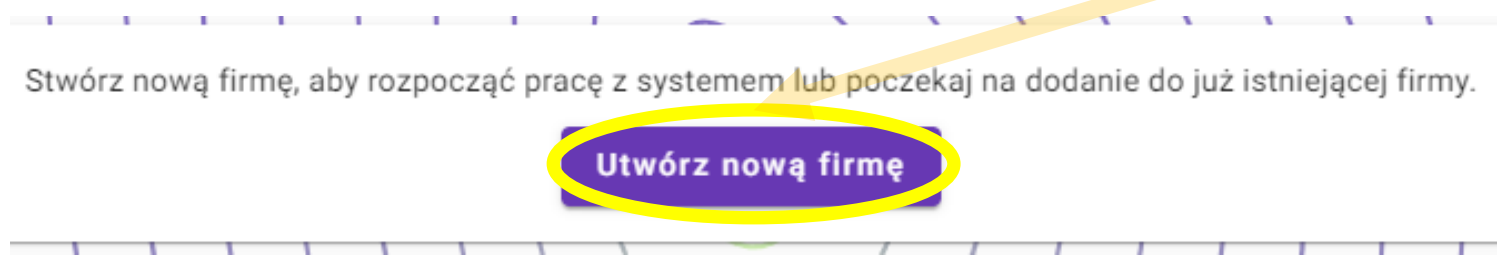 Stwórz nową firmę, aby rozpocząć pracę z systemem lub poczekaj na dodanie do już istniejącej firmy.
Utwórz nową firmę